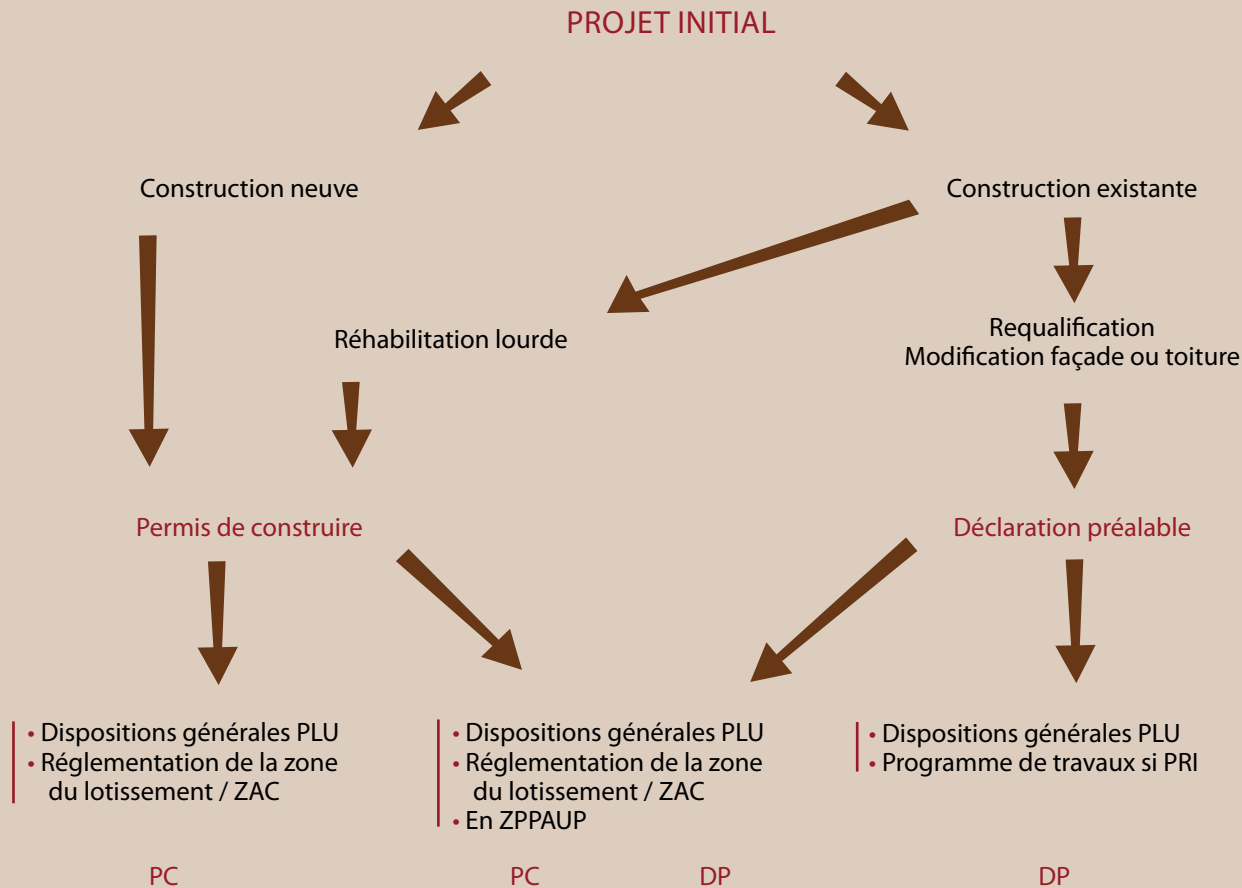 PROJET INITIAL
Construction neuve
Construction existante
Réhabilitation lourde
Requalification
Modification façade ou toiture
Permis de construire
Déclaration préalable
• Dispositions générales PLU
• Réglementation de la zone
du lotissement / ZAC
• Dispositions générales PLU
• Réglementation de la zone
du lotissement / ZAC
• En ZPPAUP
• Dispositions générales PLU
• Programme de travaux si PRI
PC
PC
DP
DP